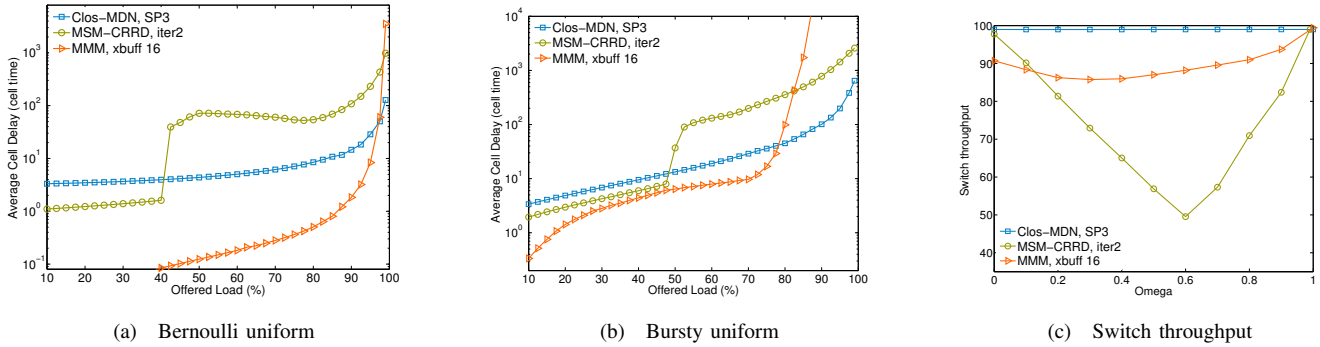 Average Cell Delay (cell time)
10^3
10^2
10^1
10^0
10^-1
Clos-MDN, SP3
MSM-CRRD, iter2
MMM, xbuff 16
10 20 30 40 50 60 70 80 90 100
Offered Load (%)
(a) Bernoulli uniform
Average Cell Delay (cell time)
10^4
10^3
10^2
10^1
10^0
Clos-MDN, SP3
MSM-CRRD, iter2
MMM, xbuff 16
10 20 30 40 50 60 70 80 90 100
Offered Load (%)
(b) Bursty uniform
Switch throughput
100
90
80
70
60
50
40
Clos-MDN, SP3
MSM-CRRD, iter2
MMM, xbuff 16
0 0.2 0.4 0.6 0.8 1
Omega
(c) Switch throughput